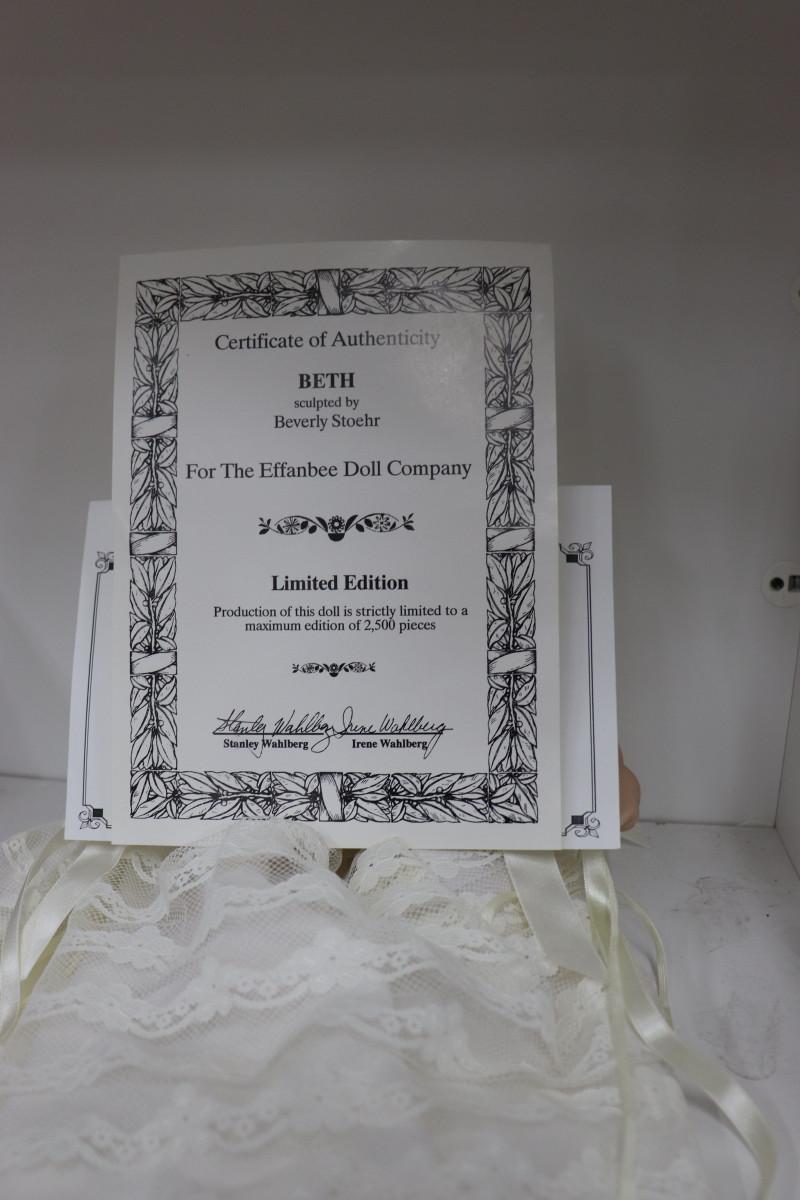 Certificate of Authenticity
BETH
sculpted by
Beverly Stoehr
For The Effanbee Doll Company
Limited Edition
Production of this doll is strictly limited to a
maximum edition of 2,500 pieces
Stanley Wahlberg Irene Wahlberg
Stanley Wahlberg Irene Wahlberg